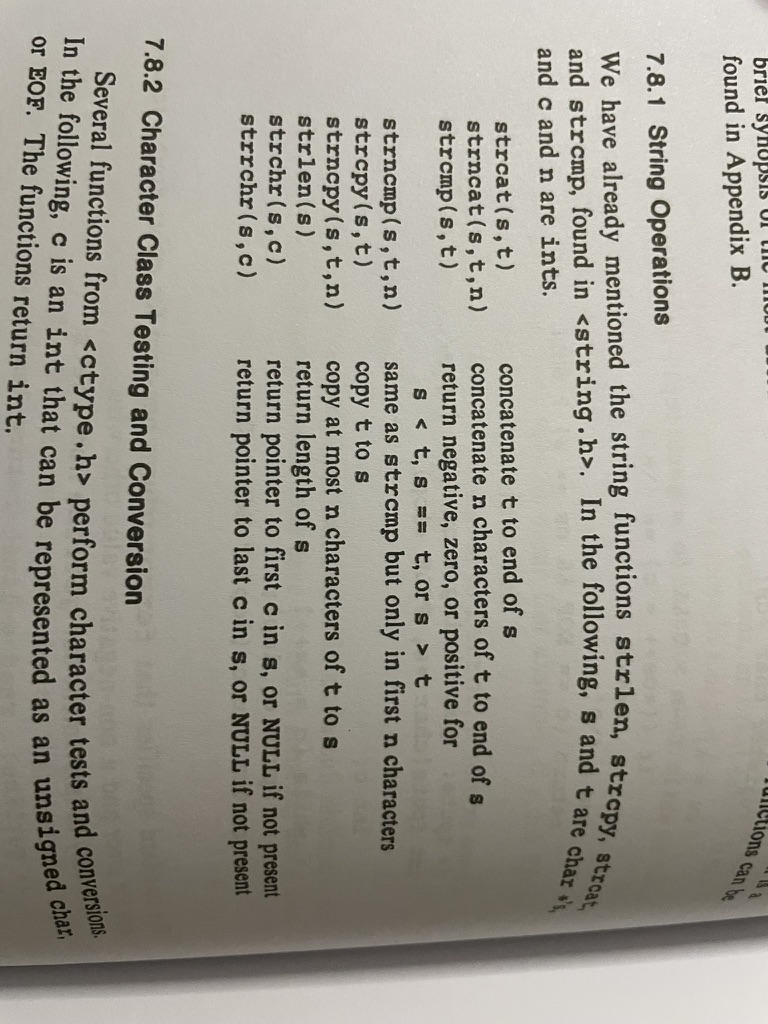 brief synopsis of the most
functions can be
found in Appendix B.
7.8.1 String Operations
We have already mentioned the string functions strlen, strcpy, strcat,
and strcmp, found in <string.h>. In the following, s and t are char *'s,
and c and n are ints.
strcat(s,t) concatenate t to end of s
strncat(s,t,n) concatenate n characters of t to end of s
strcmp(s,t) return negative, zero, or positive for
s < t, s == t, or s > t
strncmp(s,t,n) same as strcmp but only in first n characters
strcpy(s,t) copy t to s
strncpy(s,t,n) copy at most n characters of t to s
strlen(s) return length of s
strchr(s,c) return pointer to first c in s, or NULL if not present
strrchr(s,c) return pointer to last c in s, or NULL if not present
7.8.2 Character Class Testing and Conversion
Several functions from <ctype.h> perform character tests and conversions.
In the following, c is an int that can be represented as an unsigned char,
or EOF. The functions return int.